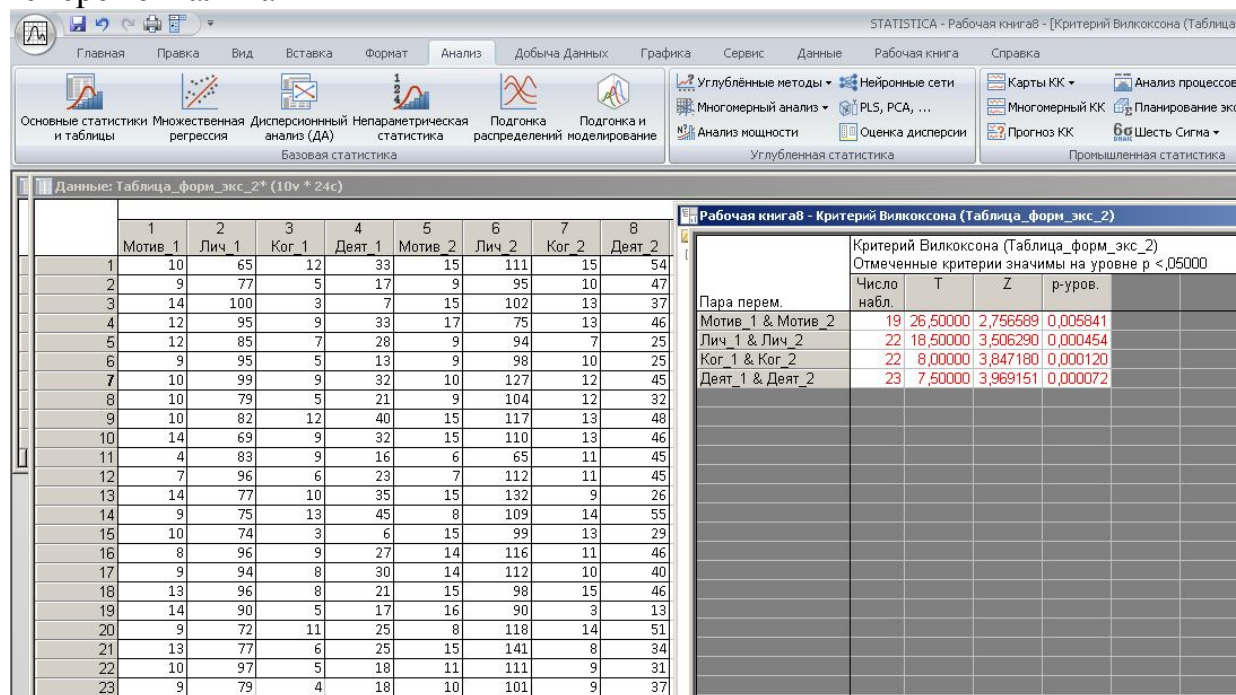 STATISTICA - Рабочая книга8 - [Критерий Вилкоксона (Таблица
Главная Правка Вид Вставка Формат Анализ Добыча Данных Графика Сервис Данные Рабочая книга Справка
Основные статистики и таблицы
Множественная регрессия
Дисперсионный анализ (ДА)
Непараметрическая статистика
Подгонка распределений
Подгонка и моделирование
Базовая статистика
Углублённые методы Нейронные сети
Многомерный анализ PLS, PCA, ...
Анализ мощности Оценка дисперсии
Углубленная статистика
Карты КК Анализ процессов
Многомерный КК Планирование экс
Прогноз КК Шесть Сигма
Промышленная статистика
Данные: Таблица_форм_экс_2* (10v * 24c)
1 2 3 4 5 6 7 8
Мотив_1 Лич_1 Ког_1 Деят_1 Мотив_2 Лич_2 Ког_2 Деят_2
1 10 65 12 33 15 111 15 54
2 9 77 5 17 9 95 10 47
3 14 100 3 7 15 102 13 37
4 12 95 9 33 17 75 13 46
5 12 85 7 28 9 94 7 25
6 9 95 5 13 9 98 10 25
7 10 99 9 32 10 127 12 45
8 10 79 5 21 9 104 12 32
9 10 82 12 40 15 117 13 48
10 14 69 9 32 15 110 13 46
11 4 83 9 16 6 65 11 45
12 7 96 6 23 7 112 11 45
13 14 77 10 35 15 132 9 26
14 9 75 13 45 8 109 14 55
15 10 74 3 6 15 99 13 29
16 8 96 9 27 14 116 11 46
17 9 94 8 30 14 112 10 40
18 13 96 8 21 15 98 15 46
19 14 90 5 17 16 90 3 13
20 9 72 11 25 8 118 14 51
21 13 77 6 25 15 141 8 34
22 10 97 5 18 11 111 9 31
23 9 79 4 18 10 101 9 37
Рабочая книга8 - Критерий Вилкоксона (Таблица_форм_экс_2)
Критерий Вилкоксона (Таблица_форм_экс_2)
Отмеченные критерии значимы на уровне p <,05000
Пара перем. Число набл. T Z p-уров.
Мотив_1 & Мотив_2 19 26,50000 2,756589 0,005841
Лич_1 & Лич_2 22 18,50000 3,506290 0,000454
Ког_1 & Ког_2 22 8,00000 3,847180 0,000120
Деят_1 & Деят_2 23 7,50000 3,969151 0,000072